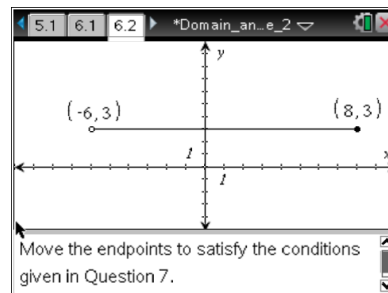 5.1 6.1 6.2 *Domain_an...e_2
y
(-6,3) (8,3)
1
x
1
Move the endpoints to satisfy the conditions
given in Question 7.